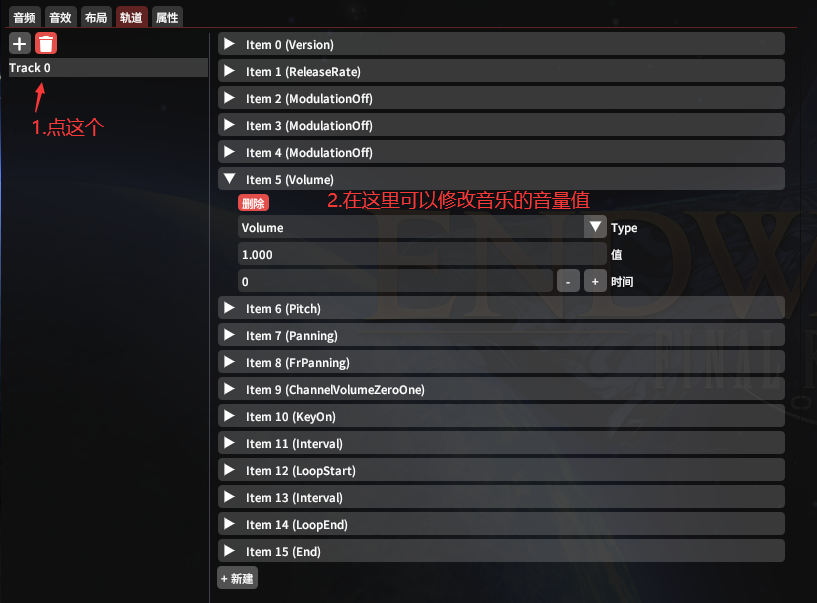 音频 音效 布局 轨道 属性
Track 0
1.点这个
Item 0 (Version)
Item 1 (ReleaseRate)
Item 2 (ModulationOff)
Item 3 (ModulationOff)
Item 4 (ModulationOff)
Item 5 (Volume)
删除 2.在这里可以修改音乐的音量值
Volume Type
1.000 值
0 - + 时间
Item 6 (Pitch)
Item 7 (Panning)
Item 8 (FrPanning)
Item 9 (ChannelVolumeZeroOne)
Item 10 (KeyOn)
Item 11 (Interval)
Item 12 (LoopStart)
Item 13 (Interval)
Item 14 (LoopEnd)
Item 15 (End)
+ 新建
ENDW
FINAL